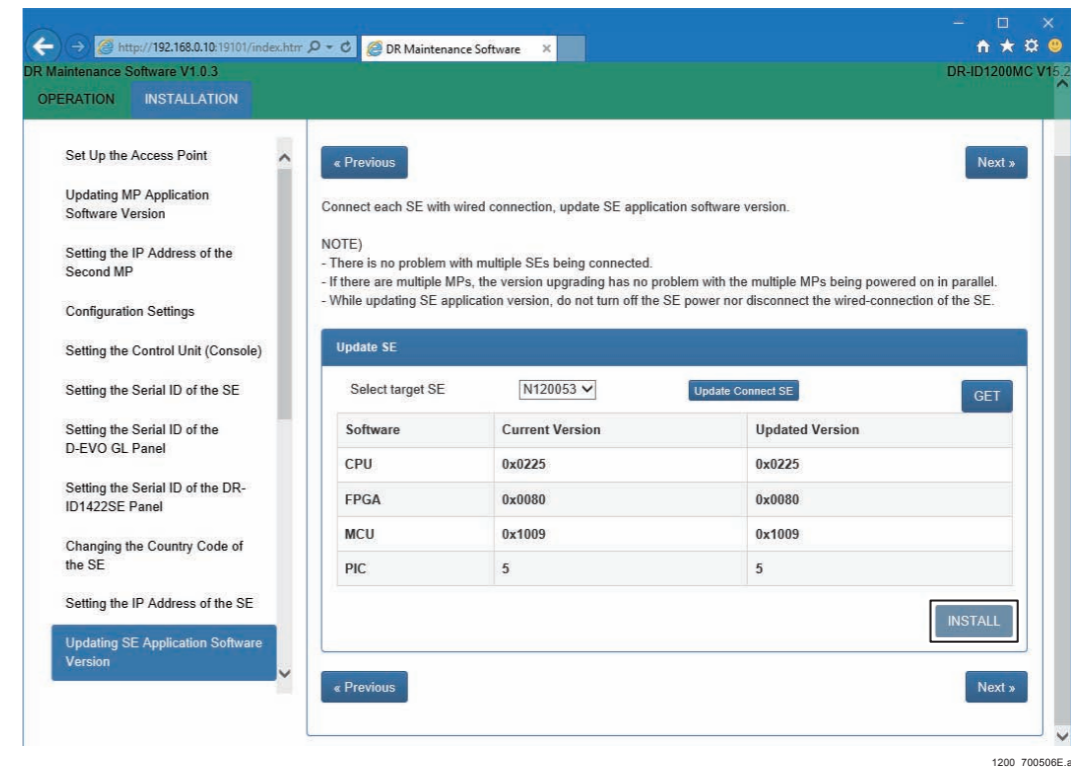 http://192.168.0.10:19101/index.htm
DR Maintenance Software ×
DR Maintenance Software V1.0.3
DR-ID1200MC V15.2
OPERATION INSTALLATION
Set Up the Access Point
Updating MP Application
Software Version
Setting the IP Address of the
Second MP
Configuration Settings
Setting the Control Unit (Console)
Setting the Serial ID of the SE
Setting the Serial ID of the
D-EVO GL Panel
Setting the Serial ID of the DR-
ID1422SE Panel
Changing the Country Code of
the SE
Setting the IP Address of the SE
Updating SE Application Software
Version
« Previous
Next »
Connect each SE with wired connection, update SE application software version.
NOTE)
- There is no problem with multiple SEs being connected.
- If there are multiple MPs, the version upgrading has no problem with the multiple MPs being powered on in parallel.
- While updating SE application version, do not turn off the SE power nor disconnect the wired-connection of the SE.
Update SE
Select target SE N120053 Update Connect SE GET
Software Current Version Updated Version
CPU 0x0225 0x0225
FPGA 0x0080 0x0080
MCU 0x1009 0x1009
PIC 5 5
INSTALL
« Previous
Next »
1200_700506E.a